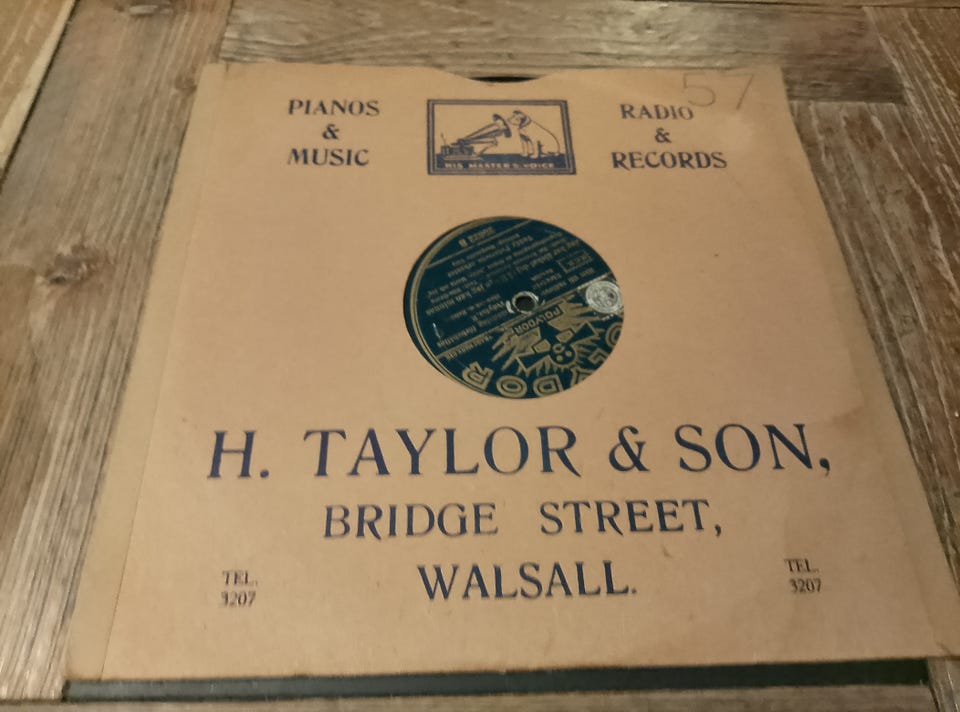 57
PIANOS
&
MUSIC
HIS MASTER'S VOICE
RADIO
&
RECORDS
POLYDOR
H. TAYLOR & SON,
BRIDGE STREET,
WALSALL.
TEL.
3207
TEL.
3207